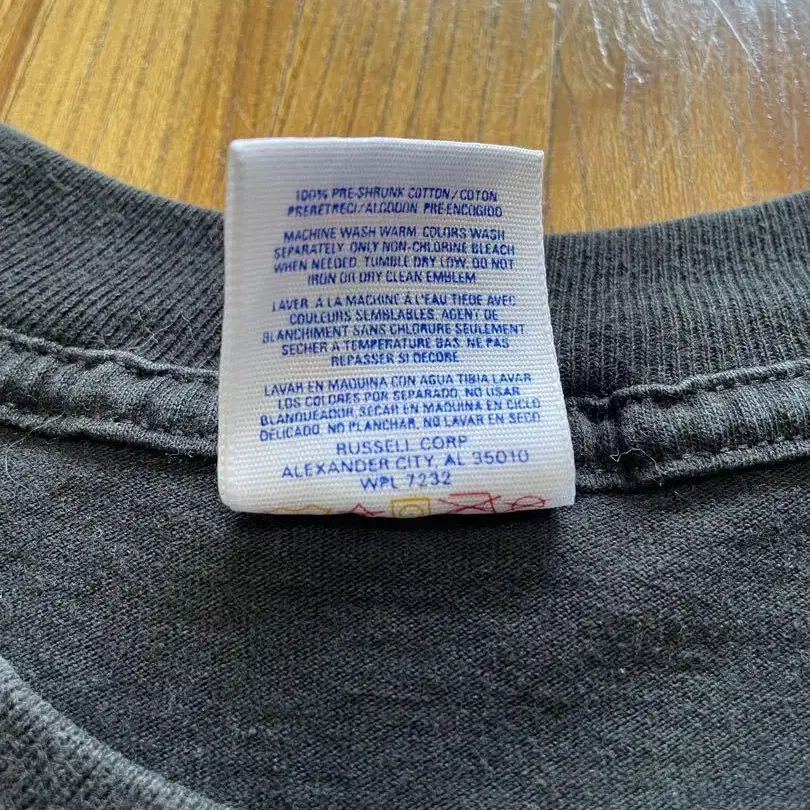 100% PRE-SHRUNK COTTON/COTON
PRERETRECI/ALGODON PRE-ENCOGIDO
MACHINE WASH WARM, COLORS WASH
SEPARATELY. ONLY NON-CHLORINE BLEACH
WHEN NEEDED. TUMBLE DRY LOW. DO NOT
IRON OR DRY CLEAN EMBLEM
LAVER À LA MACHINE À L'EAU TIEDE AVEC
COULEURS SEMBLABLES. AGENT DE
BLANCHIMENT SANS CHLORURE SEULEMENT
SECHER A TEMPERATURE BAS. NE PAS
REPASSER SI DECORE.
LAVAR EN MAQUINA CON AGUA TIBIA LAVAR
LOS COLORES POR SEPARADO. NO USAR
BLANQUEADOR, SECAR EN MAQUINA EN CICLO
DELICADO. NO PLANCHAR, NO LAVAR EN SECO.
RUSSELL CORP
ALEXANDER CITY, AL 35010
WPL 7232